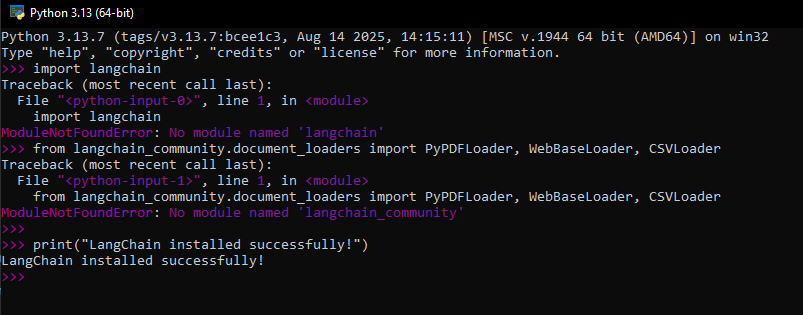 Python 3.13 (64-bit)
Python 3.13.7 (tags/v3.13.7:bcee1c3, Aug 14 2025, 14:15:11) [MSC v.1944 64 bit (AMD64)] on win32
Type "help", "copyright", "credits" or "license" for more information.
>>> import langchain
Traceback (most recent call last):
  File "<python-input-0>", line 1, in <module>
    import langchain
ModuleNotFoundError: No module named 'langchain'
>>> from langchain_community.document_loaders import PyPDFLoader, WebBaseLoader, CSVLoader
Traceback (most recent call last):
  File "<python-input-1>", line 1, in <module>
    from langchain_community.document_loaders import PyPDFLoader, WebBaseLoader, CSVLoader
ModuleNotFoundError: No module named 'langchain_community'
>>>
>>> print("LangChain installed successfully!")
LangChain installed successfully!
>>>